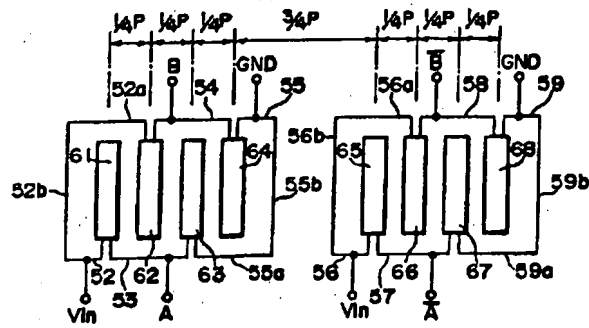 ¼P ¼P ¼P ¾P ¼P ¼P ¼P
B GND B̅ GND
52a 54 55 56a 58 59
56b
61 64 65 68
52b 55b 59b
62 63 55a 66 67 59a
52 53 56 57
Vin A Vin A̅